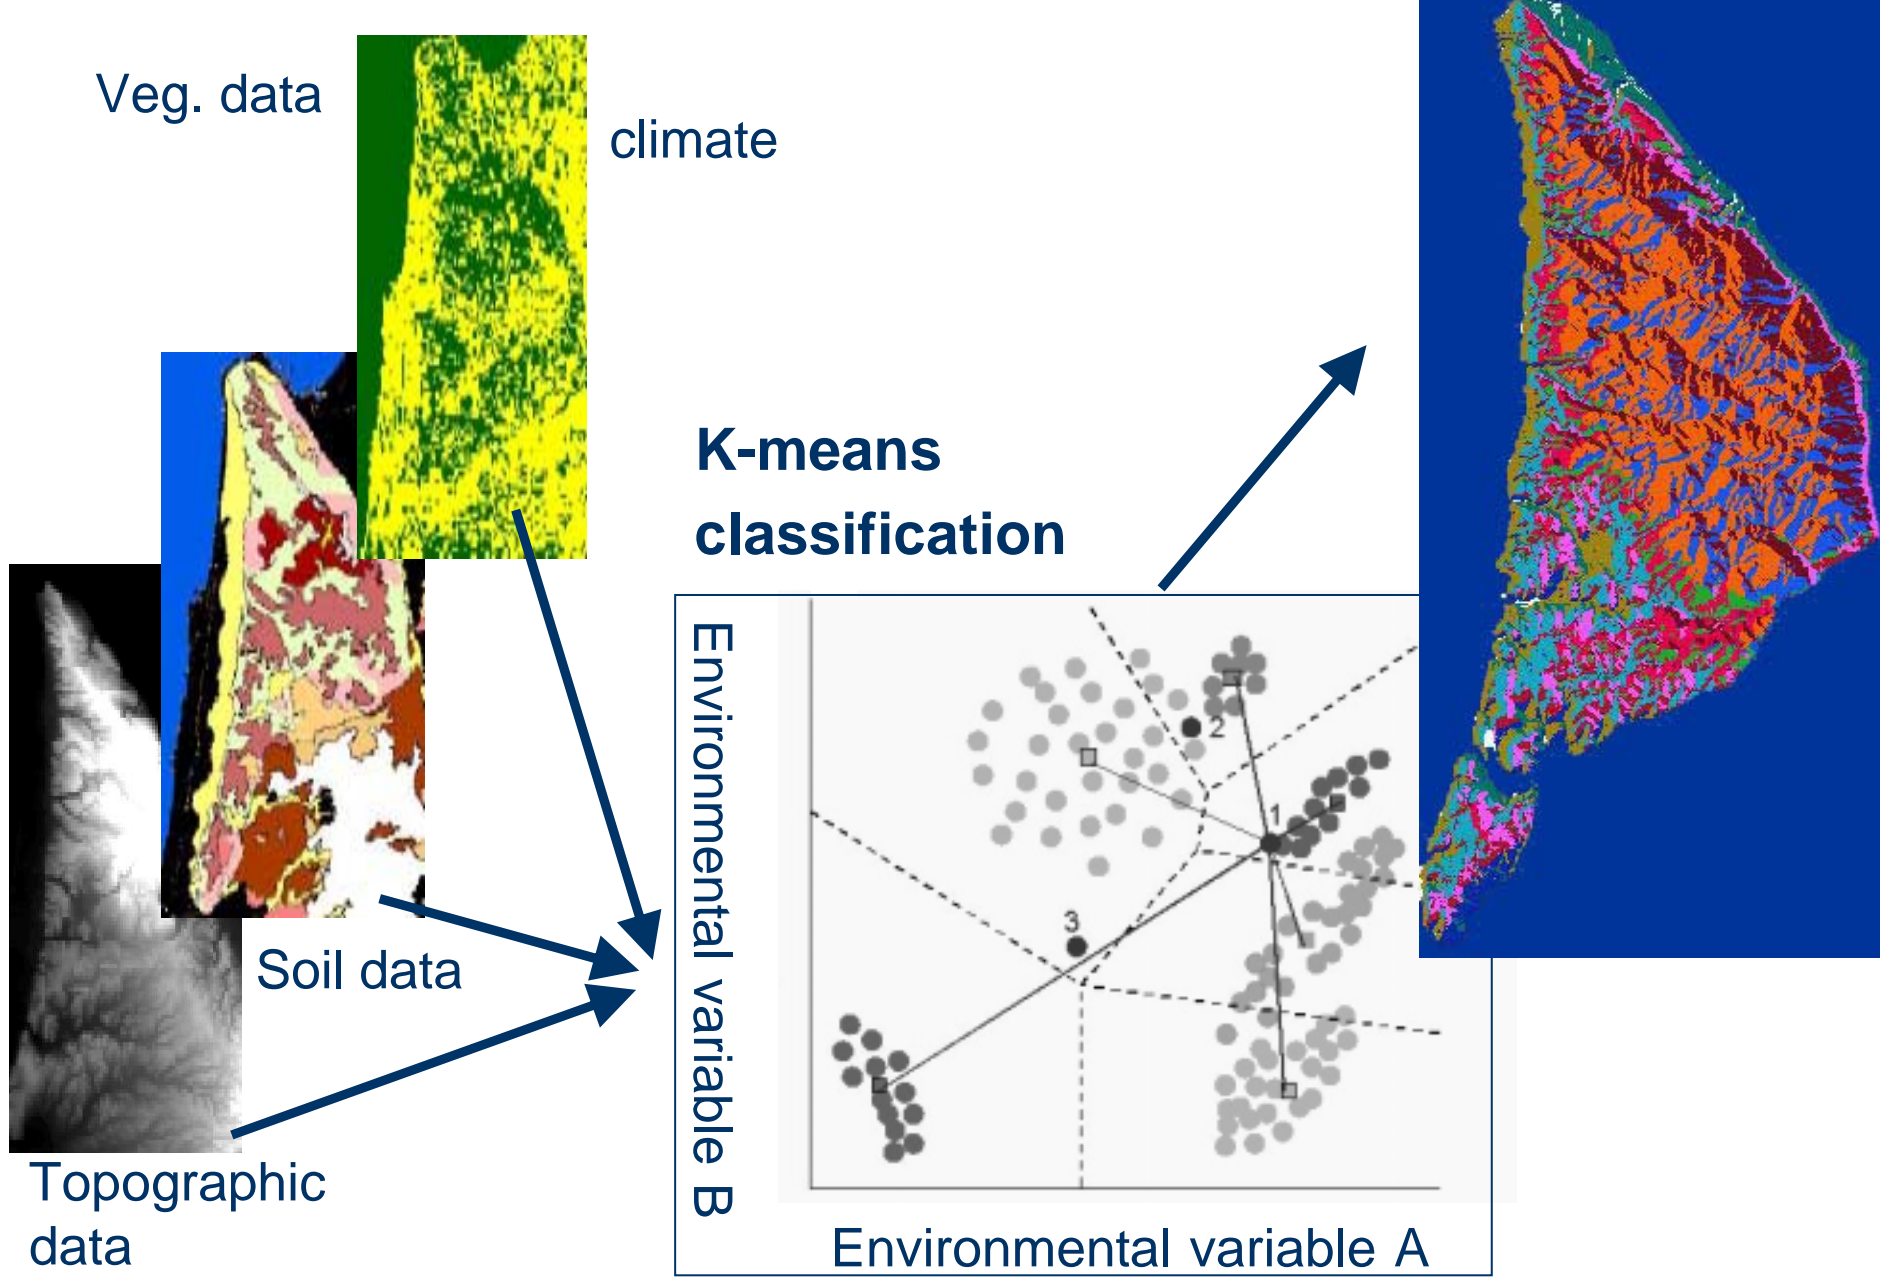 Veg. data
climate
K-means
classification
Soil data
Topographic
data
Environmental variable B
2
1
3
Environmental variable A